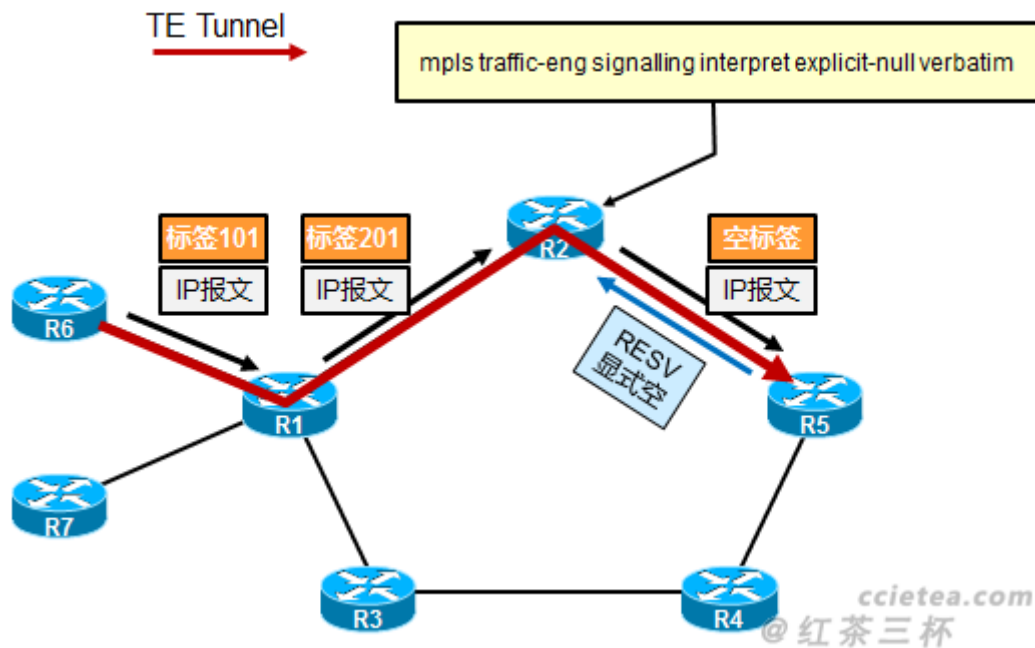 TE Tunnel
mpls traffic-eng signalling interpret explicit-null verbatim
标签101
IP报文
标签201
IP报文
空标签
IP报文
R2
R6
RESV
显式空
R1
R5
R7
R3
R4
ccietea.com
@红茶三杯